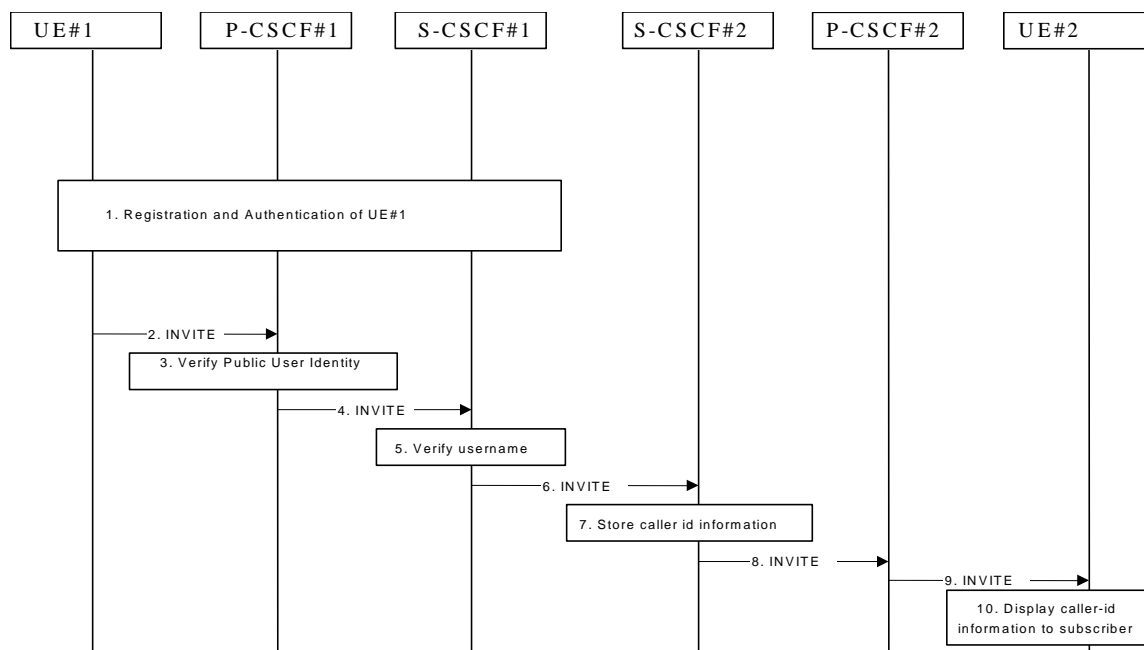 UE#1
P-CSCF#1
S-CSCF#1
S-CSCF#2
P-CSCF#2
UE#2
1. Registration and Authentication of UE#1
2. INVITE
3. Verify Public User Identity
4. INVITE
5. Verify username
6. INVITE
7. Store caller id information
8. INVITE
9. INVITE
10. Display caller-id
information to subscriber